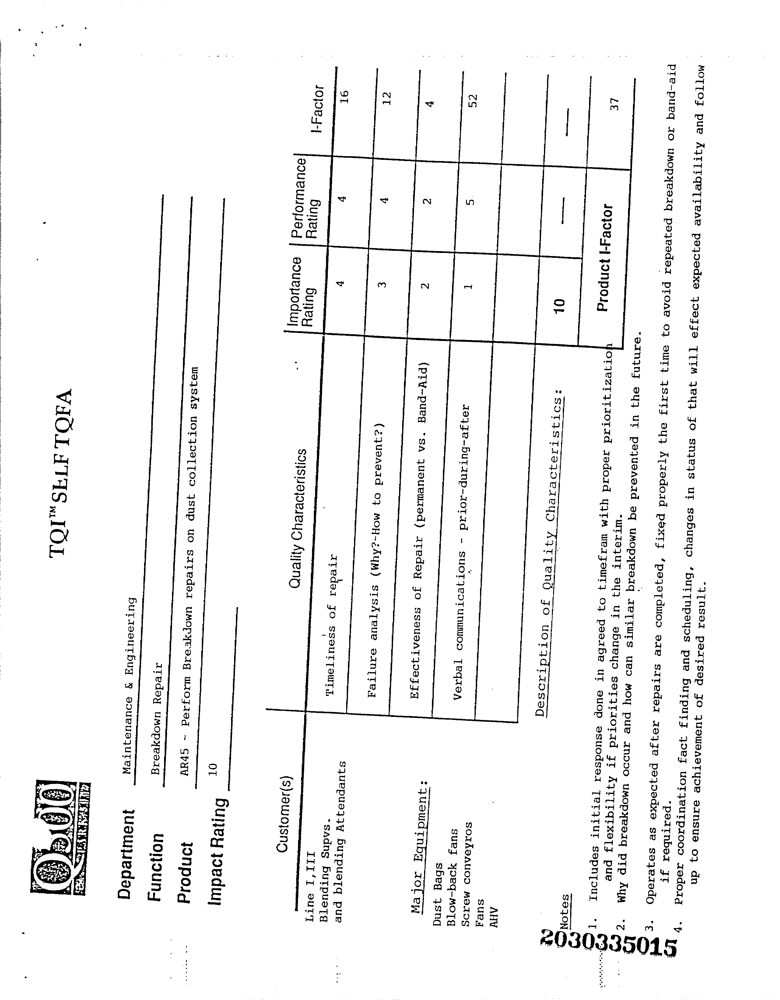 TQI™ SELF TQFA
Department Maintenance & Engineering
Function Breakdown Repair
Product AR45 - Perform Breakdown repairs on dust collection system
Impact Rating 10
Customer(s) Quality Characteristics Importance Rating Performance Rating I-Factor
Line I,III
Blending Supvs.
and blending Attendants
Timeliness of repair 4 4 16
Failure analysis (Why?-How to prevent?) 3 4 12
Major Equipment:
Effectiveness of Repair (permanent vs. Band-Aid) 2 2 4
Dust Bags
Blow-back fans
Verbal communications - prior-during-after 1 5 52
Screw conveyros
Fans
AHV
10 — —
Description of Quality Characteristics:
Product I-Factor 37
Notes
1. Includes initial response done in agreed to timefram with proper prioritization
and flexibility if priorities change in the interim.
2. Why did breakdown occur and how can similar breakdown be prevented in the future.
3. Operates as expected after repairs are completed, fixed properly the first time to avoid repeated breakdown or band-aid
if required.
4. Proper coordination fact finding and scheduling, changes in status of that will effect expected availability and follow
up to ensure achievement of desired result.
2030335015